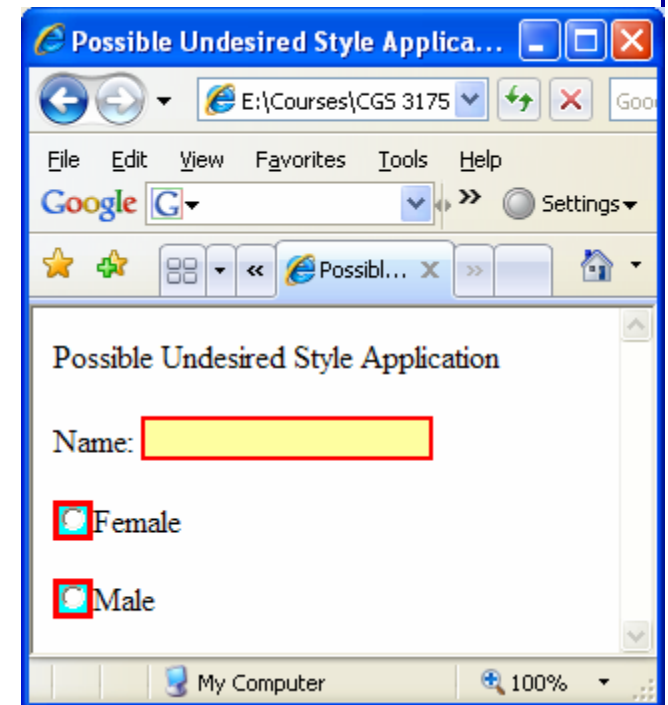 Possible Undesired Style Applica...
E:\Courses\CGS 3175
Goo
File Edit View Favorites Tools Help
Google G Settings
Possibl...
Possible Undesired Style Application
Name:
Female
Male
My Computer 100%